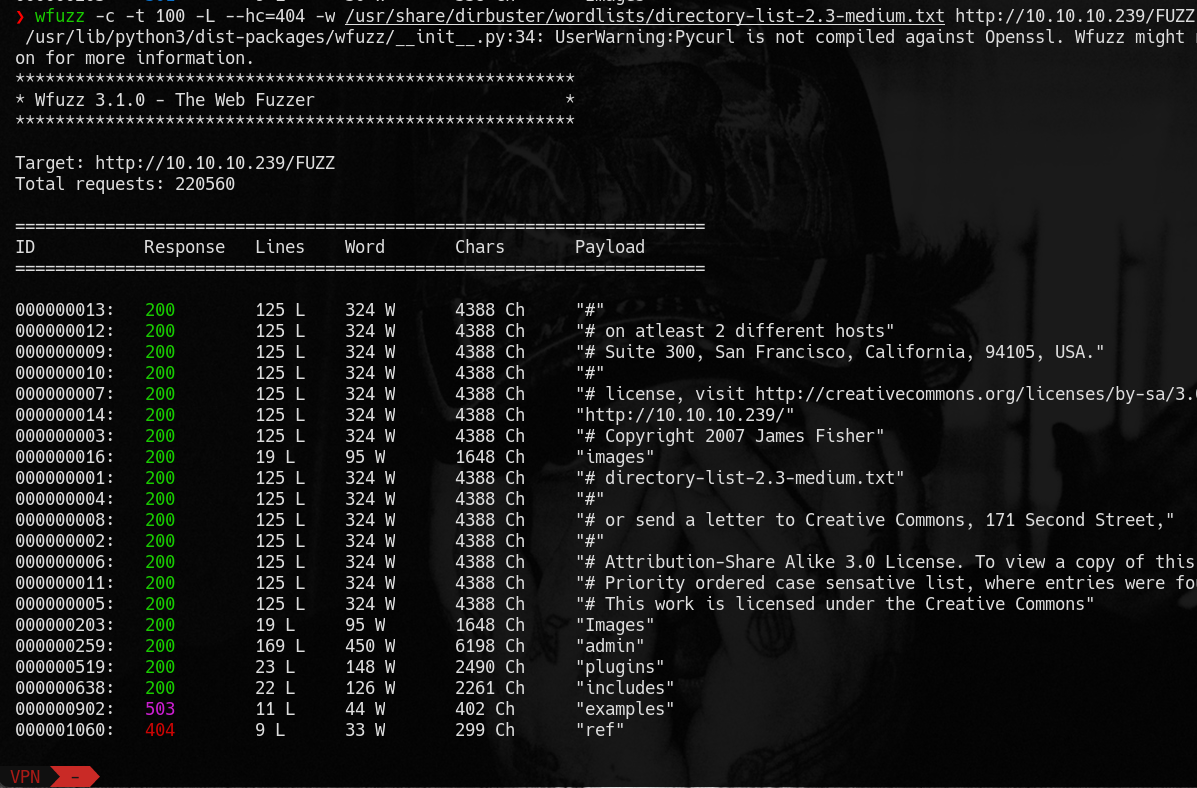 ❯ wfuzz -c -t 100 -L --hc=404 -w /usr/share/dirbuster/wordlists/directory-list-2.3-medium.txt http://10.10.10.239/FUZZ
/usr/lib/python3/dist-packages/wfuzz/__init__.py:34: UserWarning:Pycurl is not compiled against Openssl. Wfuzz might
on for more information.
********************************************************
* Wfuzz 3.1.0 - The Web Fuzzer                         *
********************************************************
Target: http://10.10.10.239/FUZZ
Total requests: 220560
=====================================================================
ID Response Lines Word Chars Payload
=====================================================================
000000013: 200 125 L 324 W 4388 Ch "#"
000000012: 200 125 L 324 W 4388 Ch "# on atleast 2 different hosts"
000000009: 200 125 L 324 W 4388 Ch "# Suite 300, San Francisco, California, 94105, USA."
000000010: 200 125 L 324 W 4388 Ch "#"
000000007: 200 125 L 324 W 4388 Ch "# license, visit http://creativecommons.org/licenses/by-sa/3.
000000014: 200 125 L 324 W 4388 Ch "http://10.10.10.239/"
000000003: 200 125 L 324 W 4388 Ch "# Copyright 2007 James Fisher"
000000016: 200 19 L 95 W 1648 Ch "images"
000000001: 200 125 L 324 W 4388 Ch "# directory-list-2.3-medium.txt"
000000004: 200 125 L 324 W 4388 Ch "#"
000000008: 200 125 L 324 W 4388 Ch "# or send a letter to Creative Commons, 171 Second Street,"
000000002: 200 125 L 324 W 4388 Ch "#"
000000006: 200 125 L 324 W 4388 Ch "# Attribution-Share Alike 3.0 License. To view a copy of this
000000011: 200 125 L 324 W 4388 Ch "# Priority ordered case sensative list, where entries were fo
000000005: 200 125 L 324 W 4388 Ch "# This work is licensed under the Creative Commons"
000000203: 200 19 L 95 W 1648 Ch "Images"
000000259: 200 169 L 450 W 6198 Ch "admin"
000000519: 200 23 L 148 W 2490 Ch "plugins"
000000638: 200 22 L 126 W 2261 Ch "includes"
000000902: 503 11 L 44 W 402 Ch "examples"
000001060: 404 9 L 33 W 299 Ch "ref"
VPN -